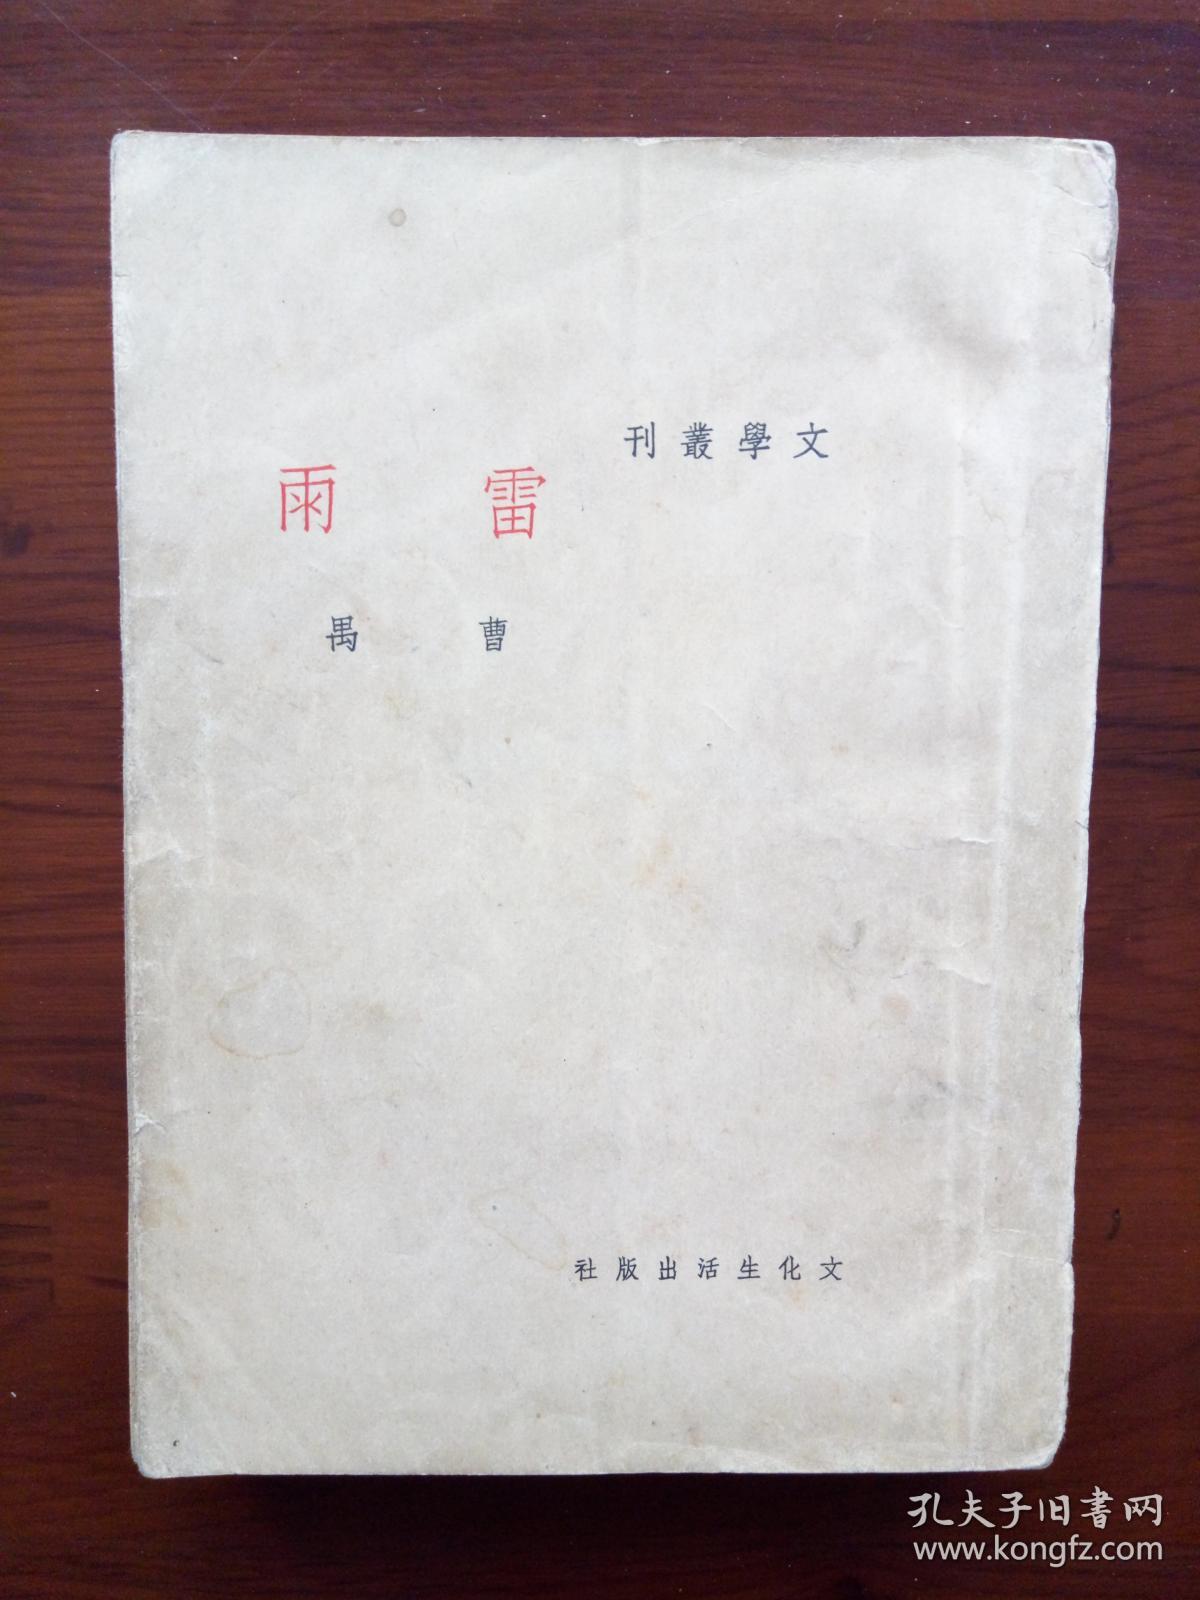 文學叢刊
雷雨
曹禺
文化生活出版社
孔夫子旧书网
www.kongfz.com